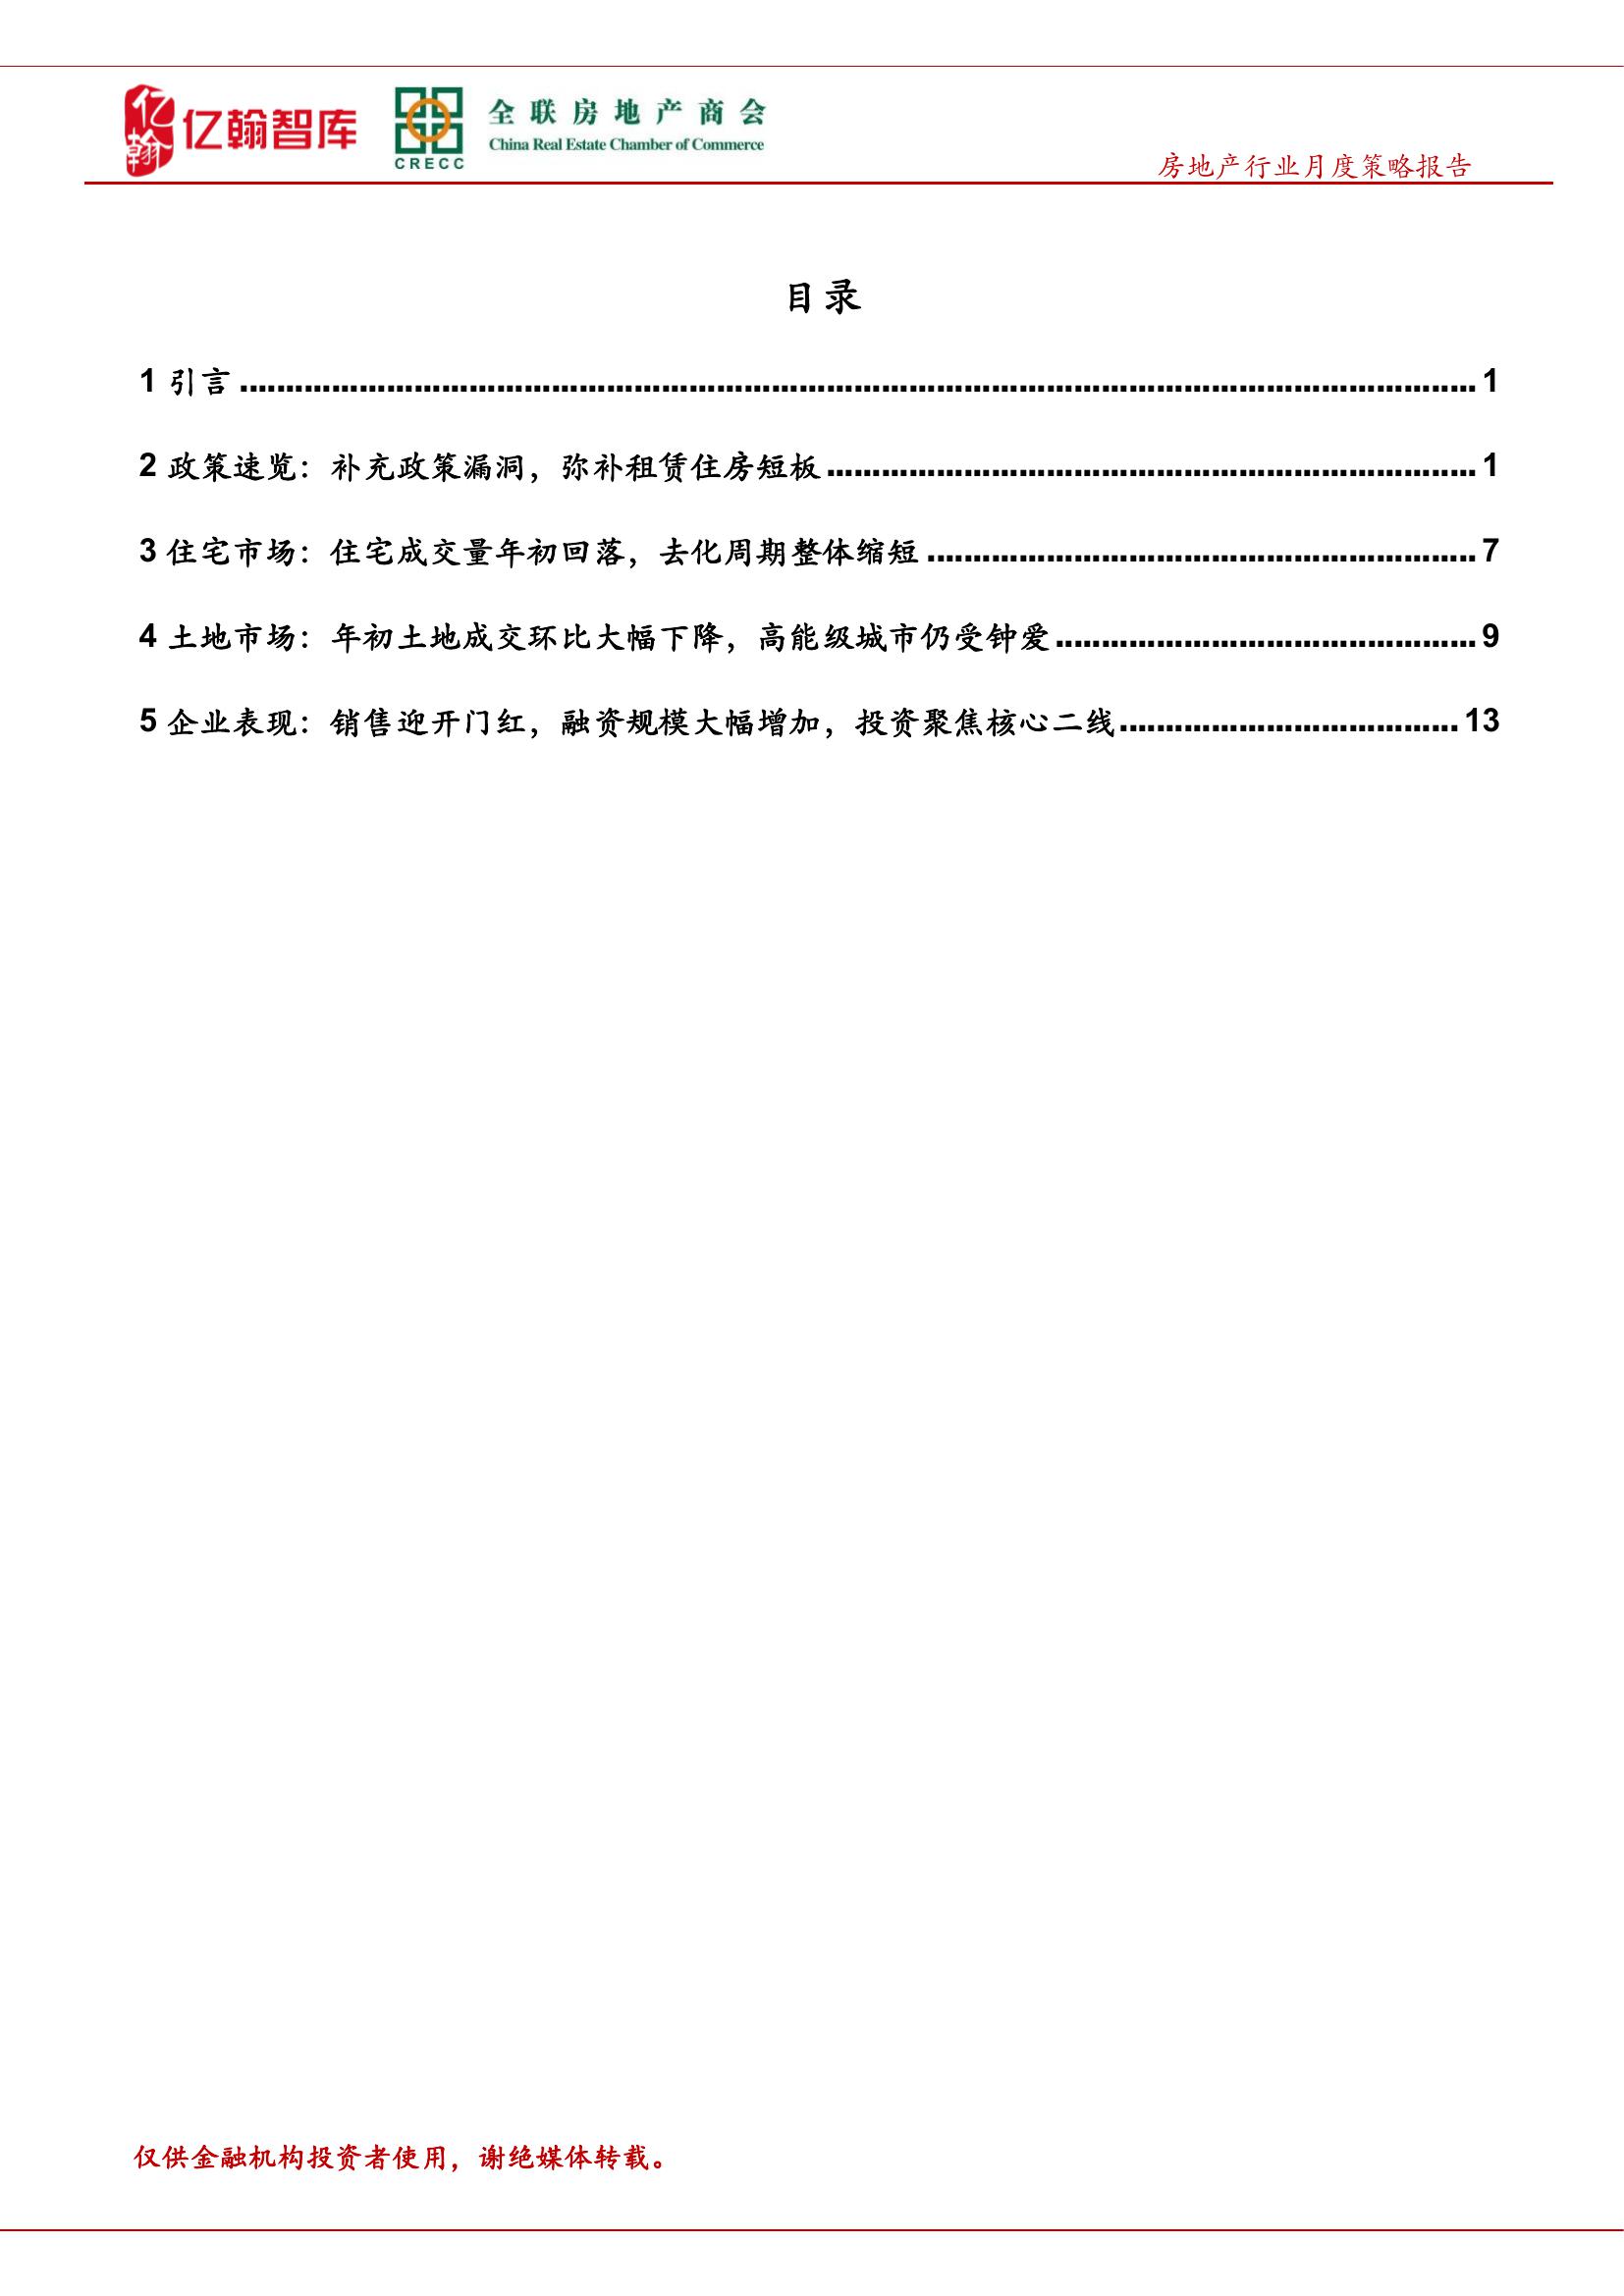 亿翰 亿翰智库
全联房地产商会
China Real Estate Chamber of Commerce
CRECC
房地产行业月度策略报告
目录
1 引言 1
2 政策速览：补充政策漏洞，弥补租赁住房短板 1
3 住宅市场：住宅成交量年初回落，去化周期整体缩短 7
4 土地市场：年初土地成交环比大幅下降，高能级城市仍受钟爱 9
5 企业表现：销售迎开门红，融资规模大幅增加，投资聚焦核心二线 13
仅供金融机构投资者使用，谢绝媒体转载。